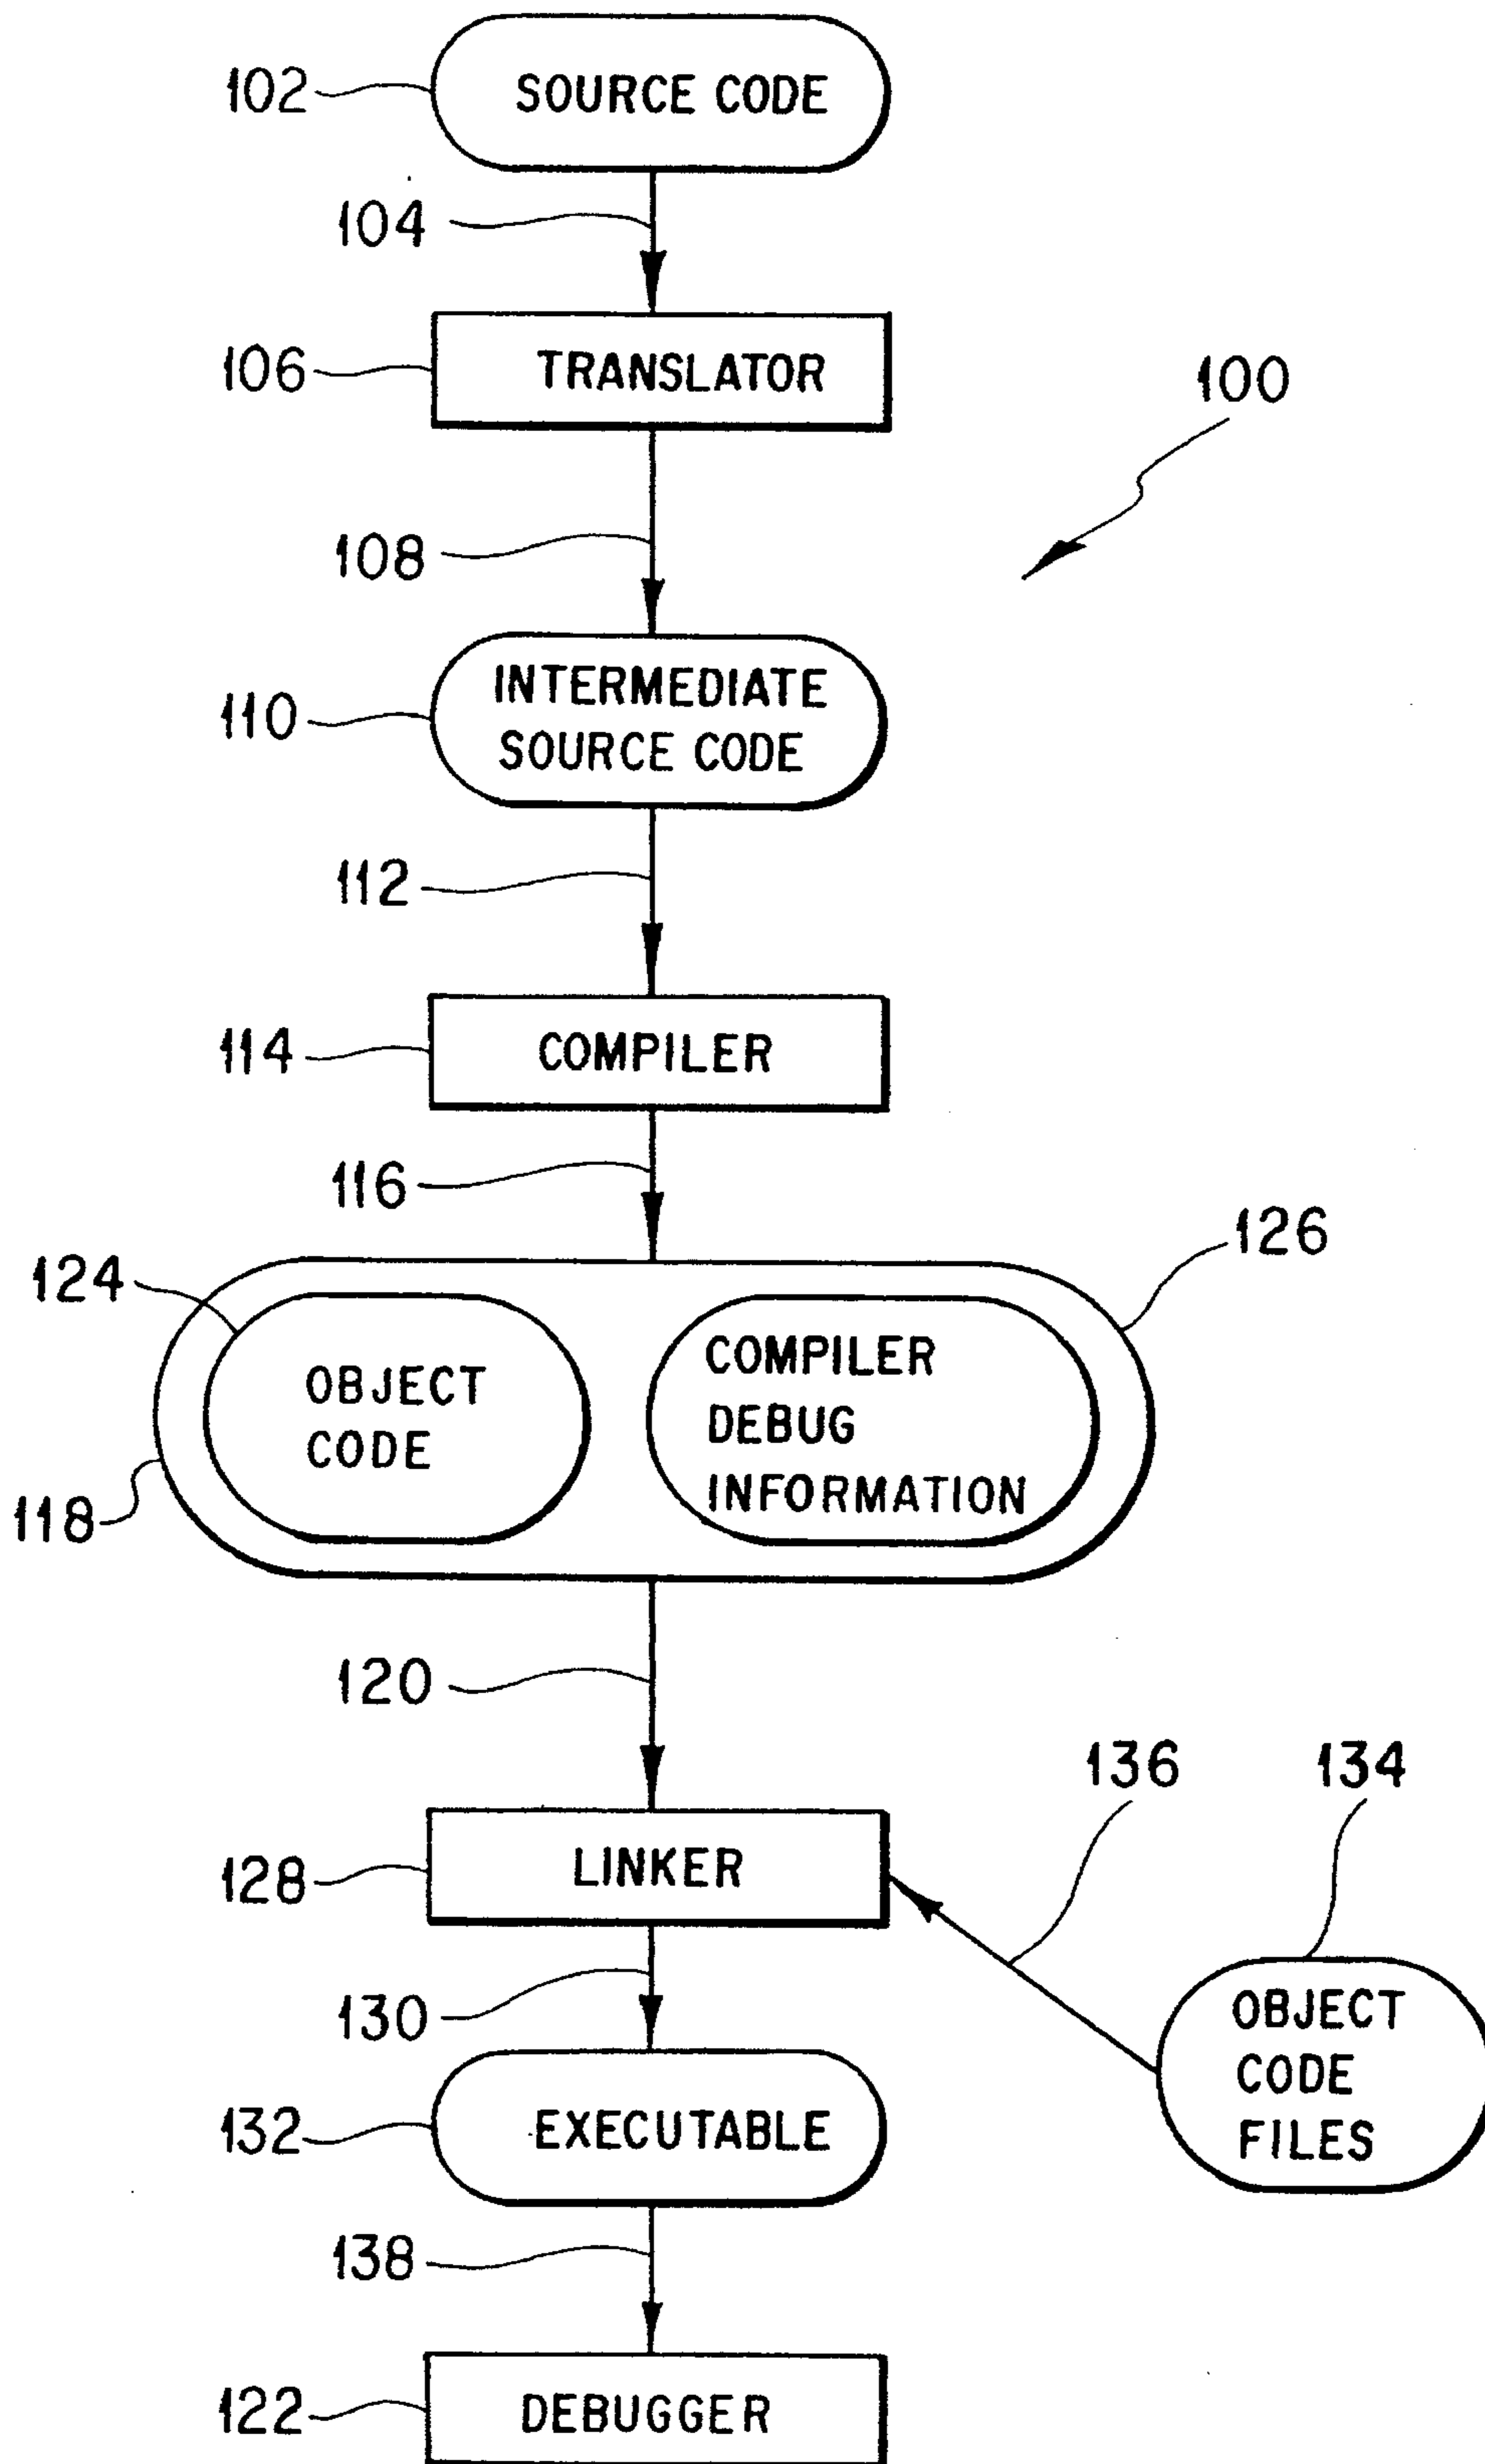 102
SOURCE CODE
104
106
TRANSLATOR
100
108
110
INTERMEDIATE
SOURCE CODE
112
114
COMPILER
116
126
124
OBJECT
CODE
COMPILER
DEBUG
INFORMATION
118
120
136
134
128
LINKER
130
OBJECT
CODE
FILES
132
EXECUTABLE
138
122
DEBUGGER